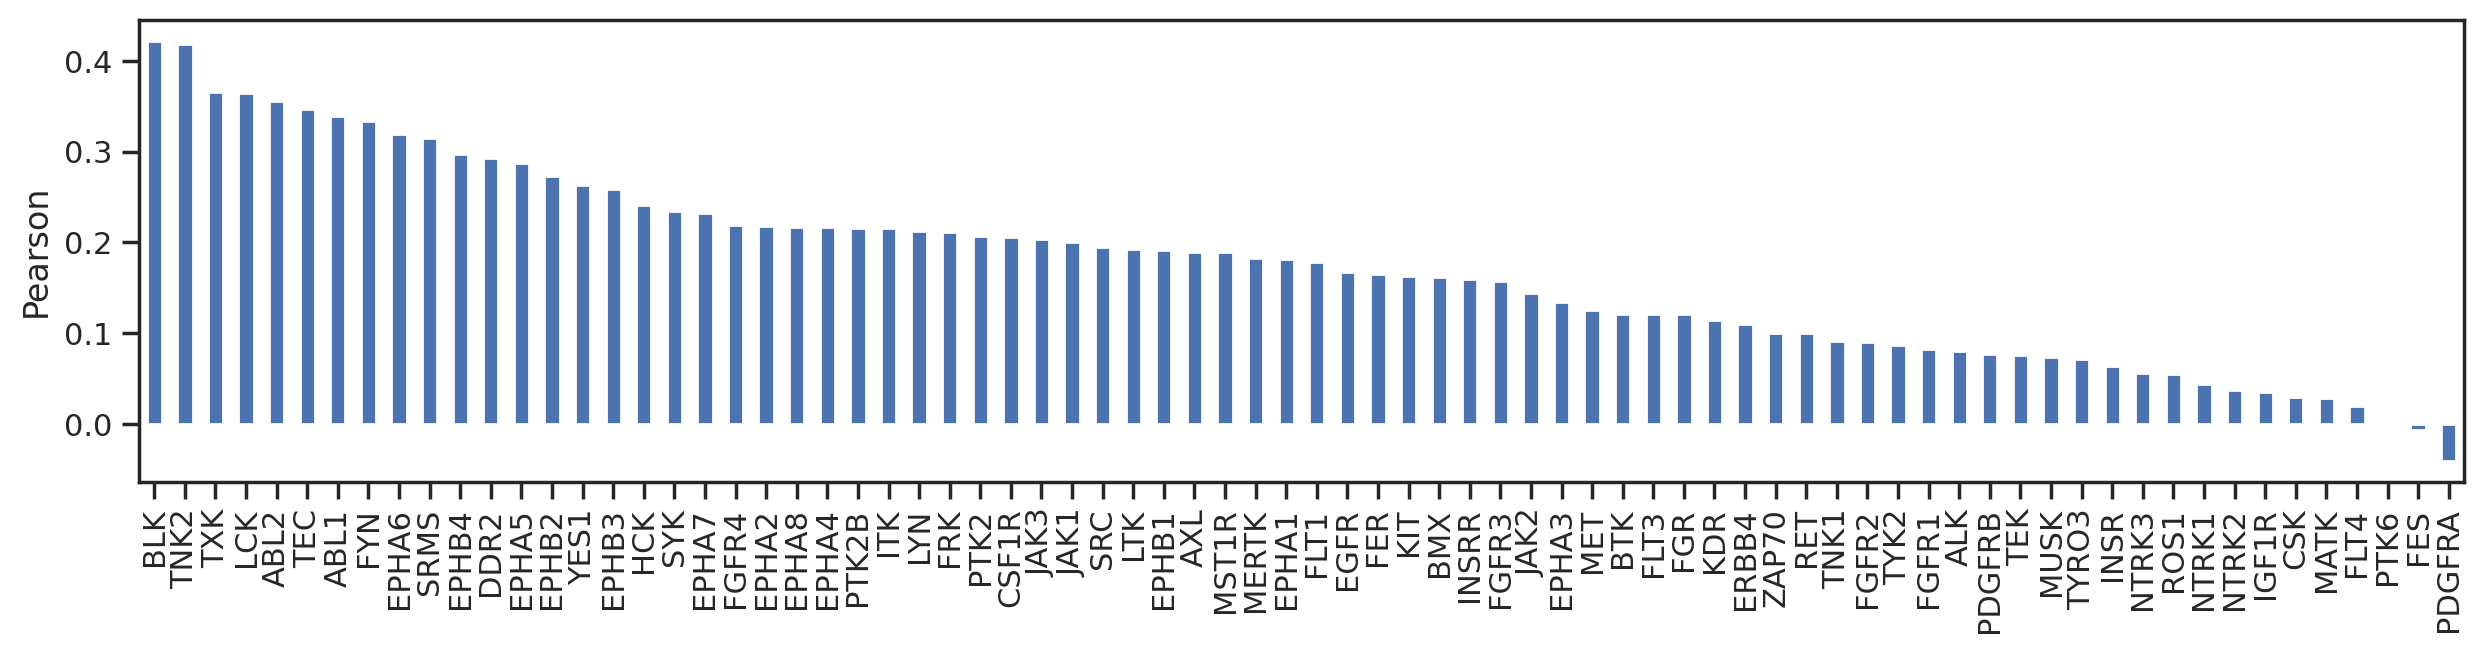 Pearson
0.4
0.3
0.2
0.1
0.0
BLK
TNK2
TXK
LCK
ABL2
TEC
ABL1
FYN
EPHA6
SRMS
EPHB4
DDR2
EPHA5
EPHB2
YES1
EPHB3
HCK
SYK
EPHA7
FGFR4
EPHA2
EPHA8
EPHA4
PTK2B
ITK
LYN
FRK
PTK2
CSF1R
JAK3
JAK1
SRC
LTK
EPHB1
AXL
MST1R
MERTK
EPHA1
FLT1
EGFR
FER
KIT
BMX
INSRR
FGFR3
JAK2
EPHA3
MET
BTK
FLT3
FGR
KDR
ERBB4
ZAP70
RET
TNK1
FGFR2
TYK2
FGFR1
ALK
PDGFRB
TEK
MUSK
TYRO3
INSR
NTRK3
ROS1
NTRK1
NTRK2
IGF1R
CSK
MATK
FLT4
PTK6
FES
PDGFRA